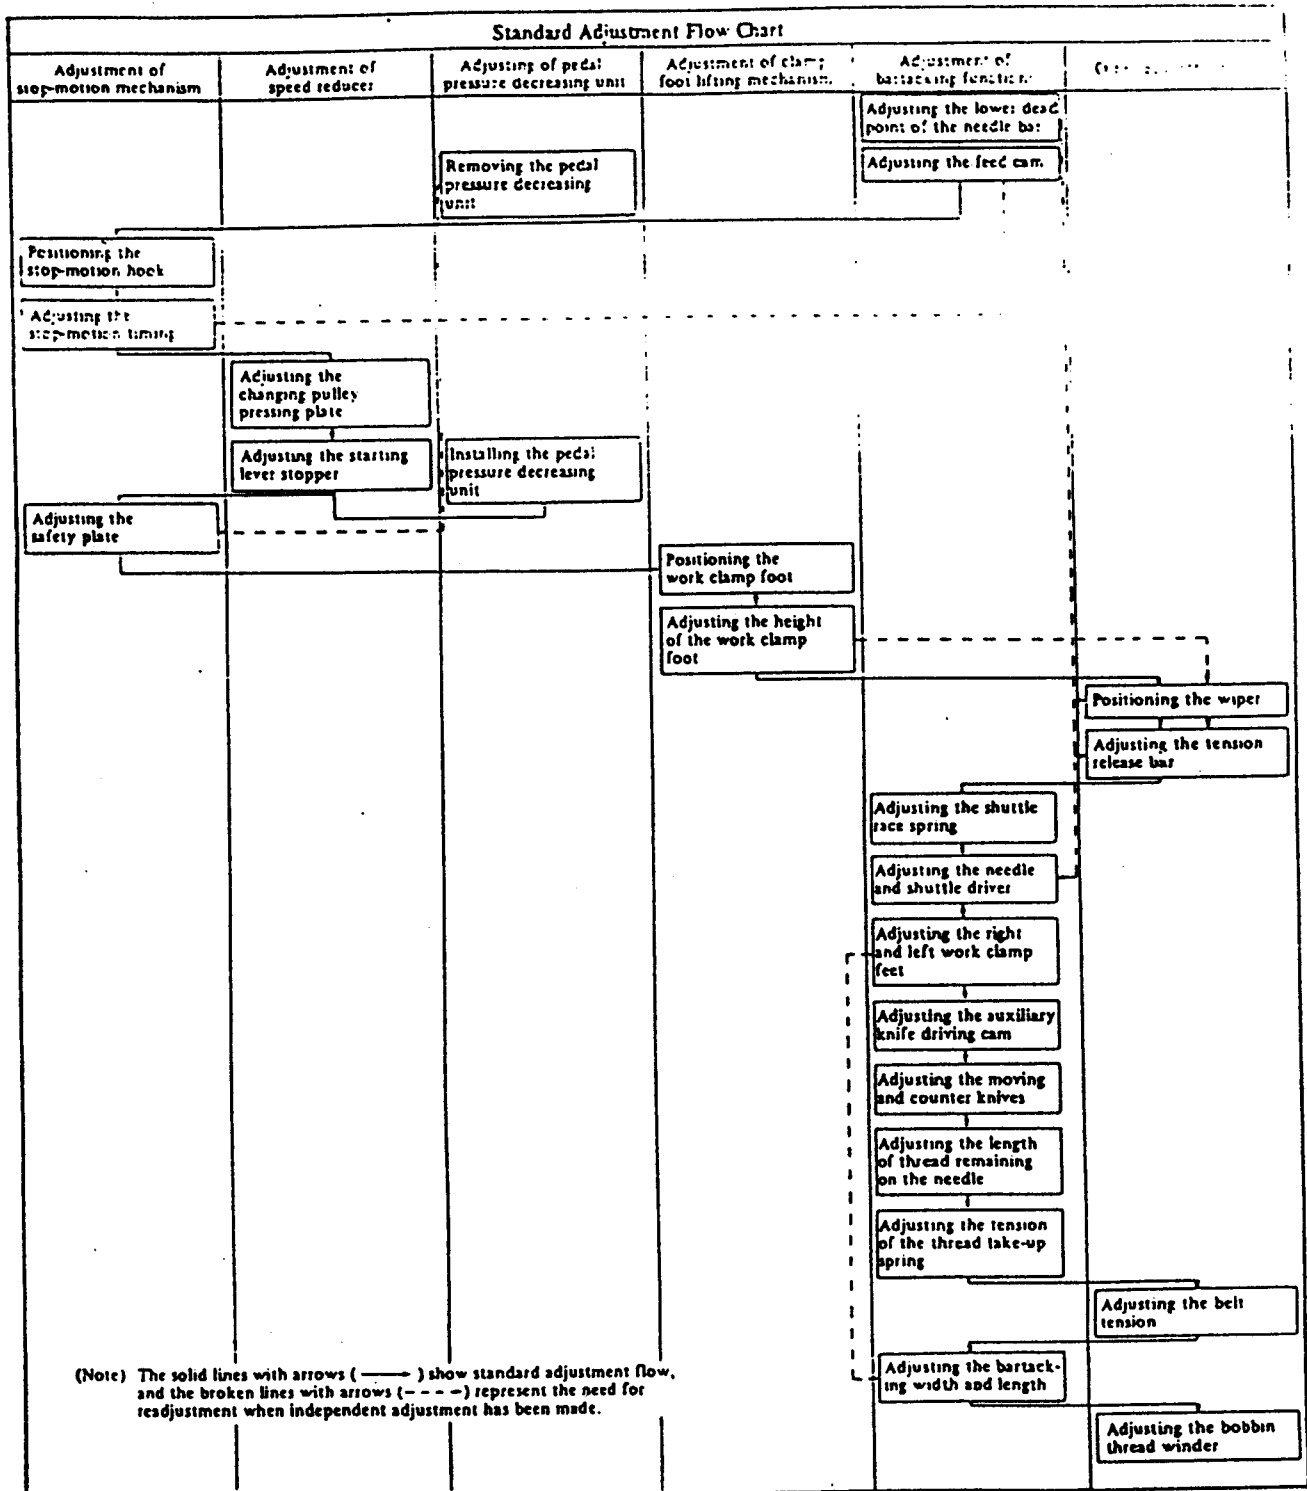 Standard Adjustment Flow Chart
Adjustment of
stop-motion mechanism
Adjustment of
speed reducer
Adjusting of pedal
pressure decreasing unit
Adjustment of clamp
foot lifting mechanism
Adjustment of
bartacking functions
Adjusting the lower dead
point of the needle bar
Adjusting the feed cam
Removing the pedal
pressure decreasing
unit
Positioning the
stop-motion hook
Adjusting the
stop-motion timing
Adjusting the
changing pulley
pressing plate
Adjusting the starting
lever stopper
Installing the pedal
pressure decreasing
unit
Adjusting the
safety plate
Positioning the
work clamp foot
Adjusting the height
of the work clamp
foot
Positioning the wiper
Adjusting the tension
release bar
Adjusting the shuttle
race spring
Adjusting the needle
and shuttle driver
Adjusting the right
and left work clamp
feet
Adjusting the auxiliary
knife driving cam
Adjusting the moving
and counter knives
Adjusting the length
of thread remaining
on the needle
Adjusting the tension
of the thread take-up
spring
Adjusting the belt
tension
Adjusting the bartack-
ing width and length
Adjusting the bobbin
thread winder
(Note) The solid lines with arrows (———→) show standard adjustment flow,
and the broken lines with arrows (- - - -→) represent the need for
readjustment when independent adjustment has been made.